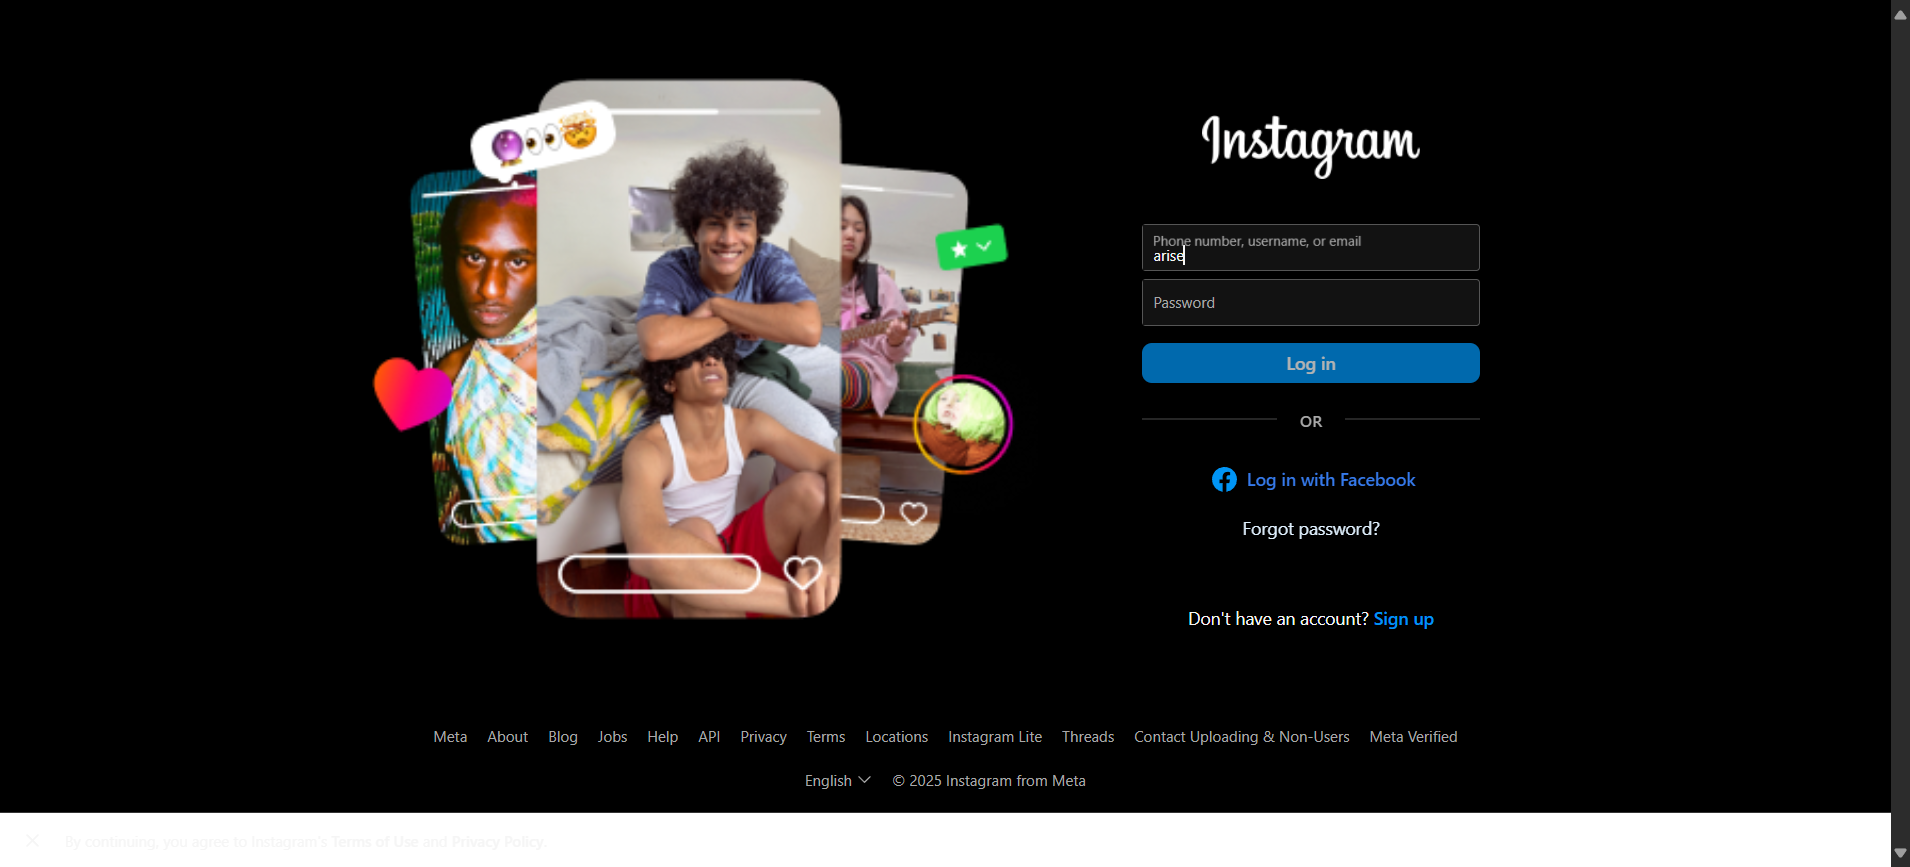 Instagram
Phone number, username, or email
arise
Password
Log in
OR
Log in with Facebook
Forgot password?
Don't have an account? Sign up
Meta About Blog Jobs Help API Privacy Terms Locations Instagram Lite Threads Contact Uploading & Non-Users Meta Verified
English © 2025 Instagram from Meta
By continuing, you agree to Instagram's Terms of Use and Privacy Policy.